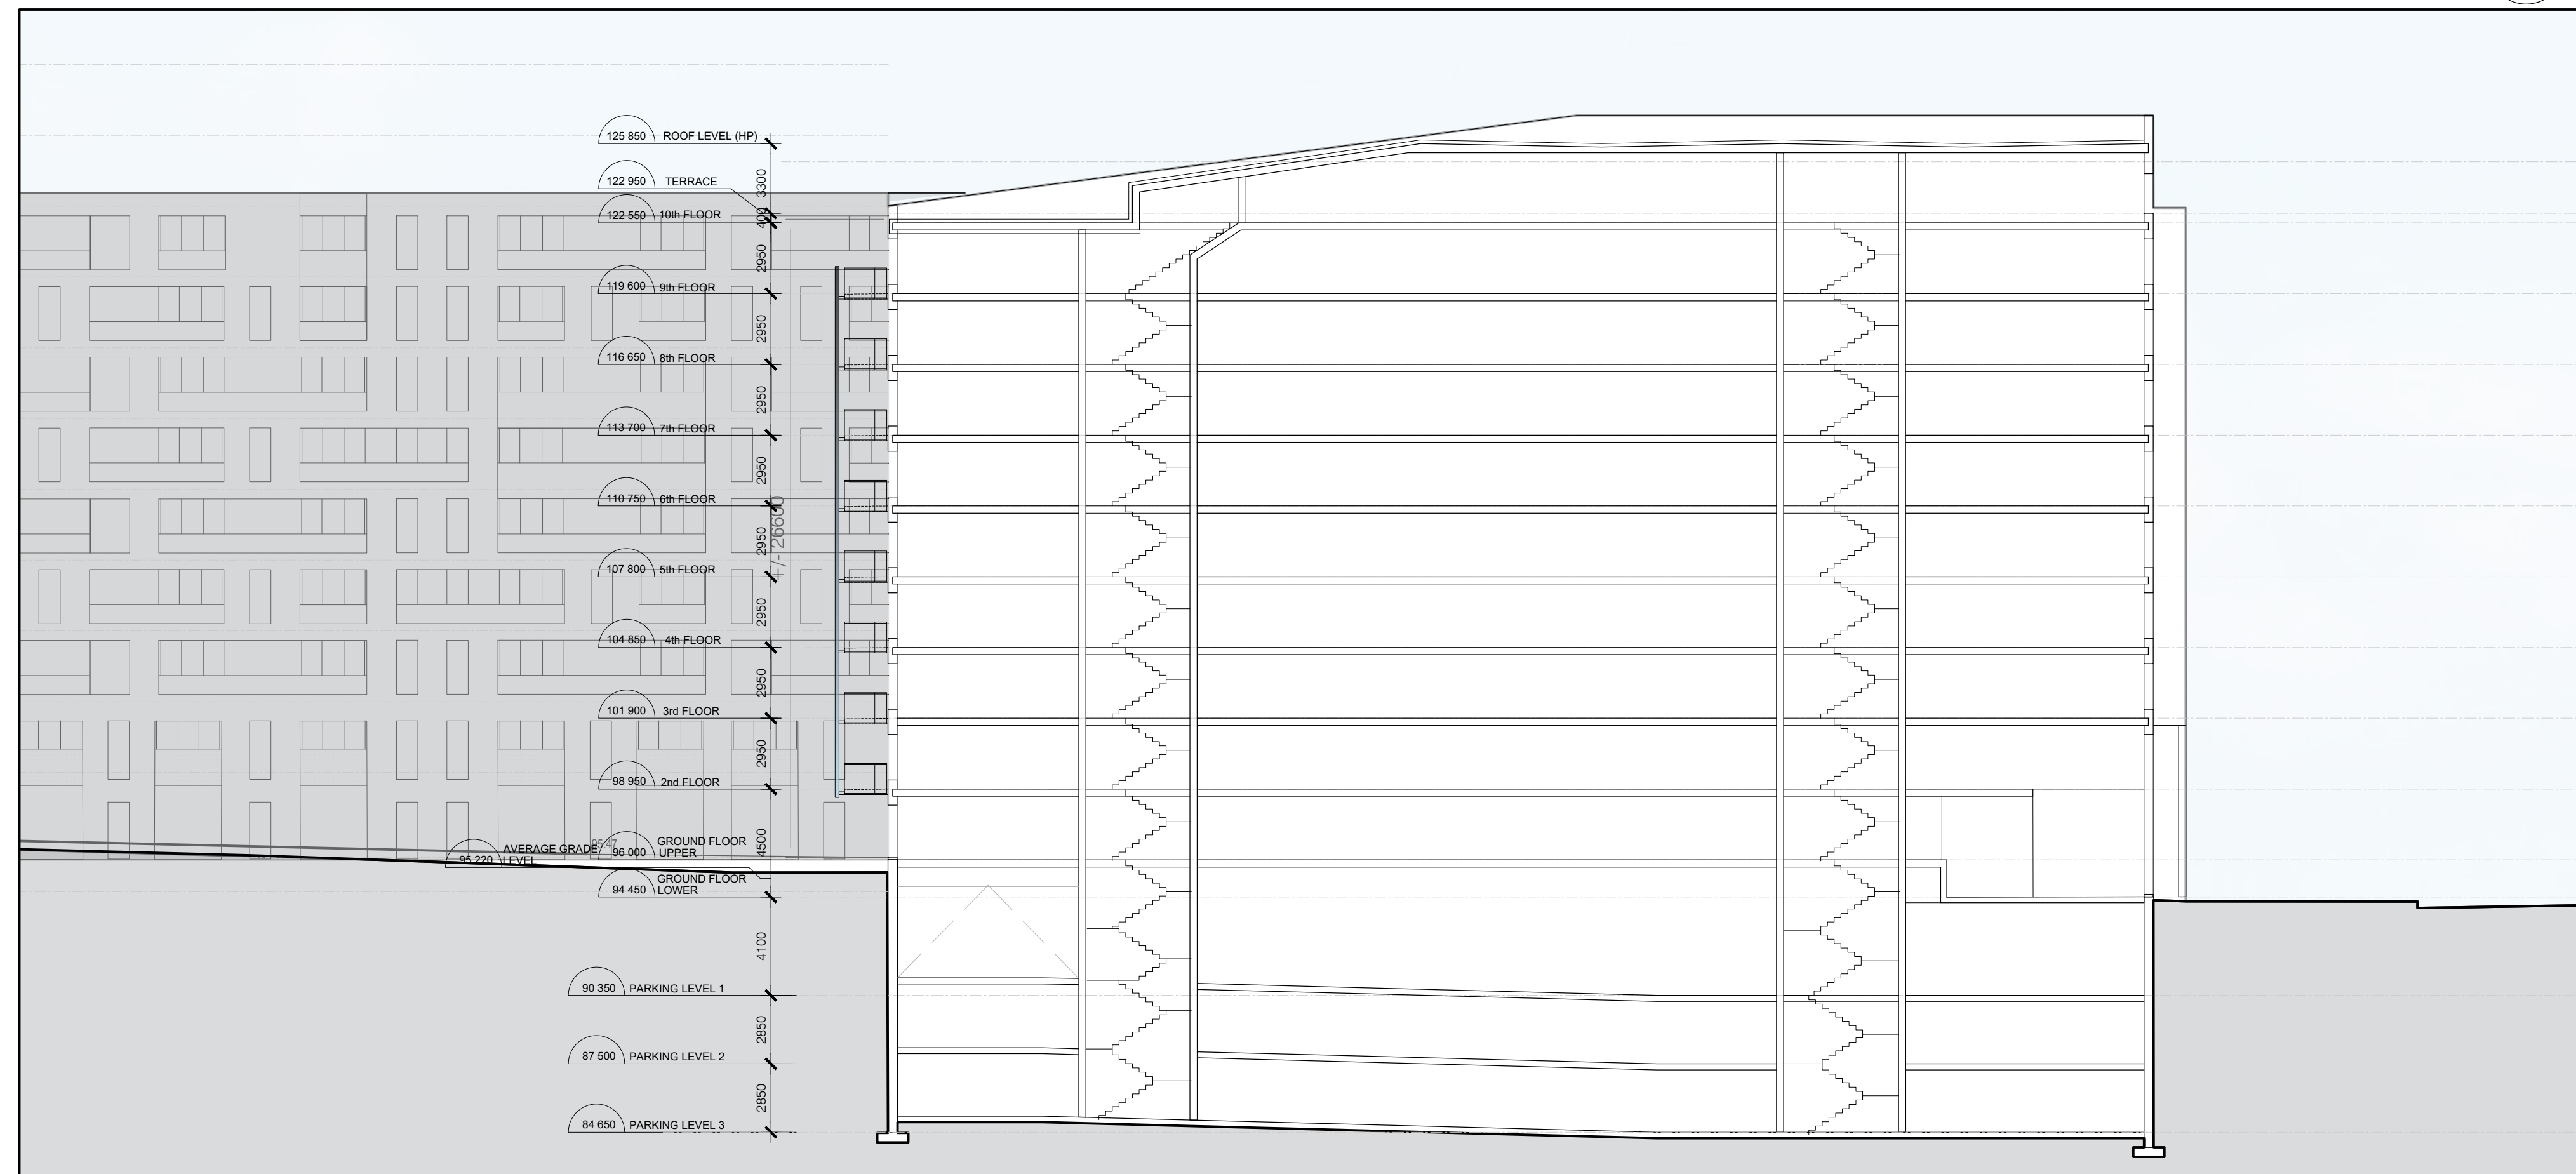 125 850 ROOF LEVEL (HP)
3300
122 950 TERRACE
400
122 550 10th FLOOR
2950
119 600 9th FLOOR
2950
116 650 8th FLOOR
2950
113 700 7th FLOOR
2950
110 750 6th FLOOR
+/- 26600
2950
107 800 5th FLOOR
2950
104 850 4th FLOOR
2950
101 900 3rd FLOOR
2950
98 950 2nd FLOOR
4500
95.47
GROUND FLOOR
96 000 UPPER
AVERAGE GRADE
95 220 LEVEL
GROUND FLOOR
94 450 LOWER
4100
90 350 PARKING LEVEL 1
2850
87 500 PARKING LEVEL 2
2850
84 650 PARKING LEVEL 3